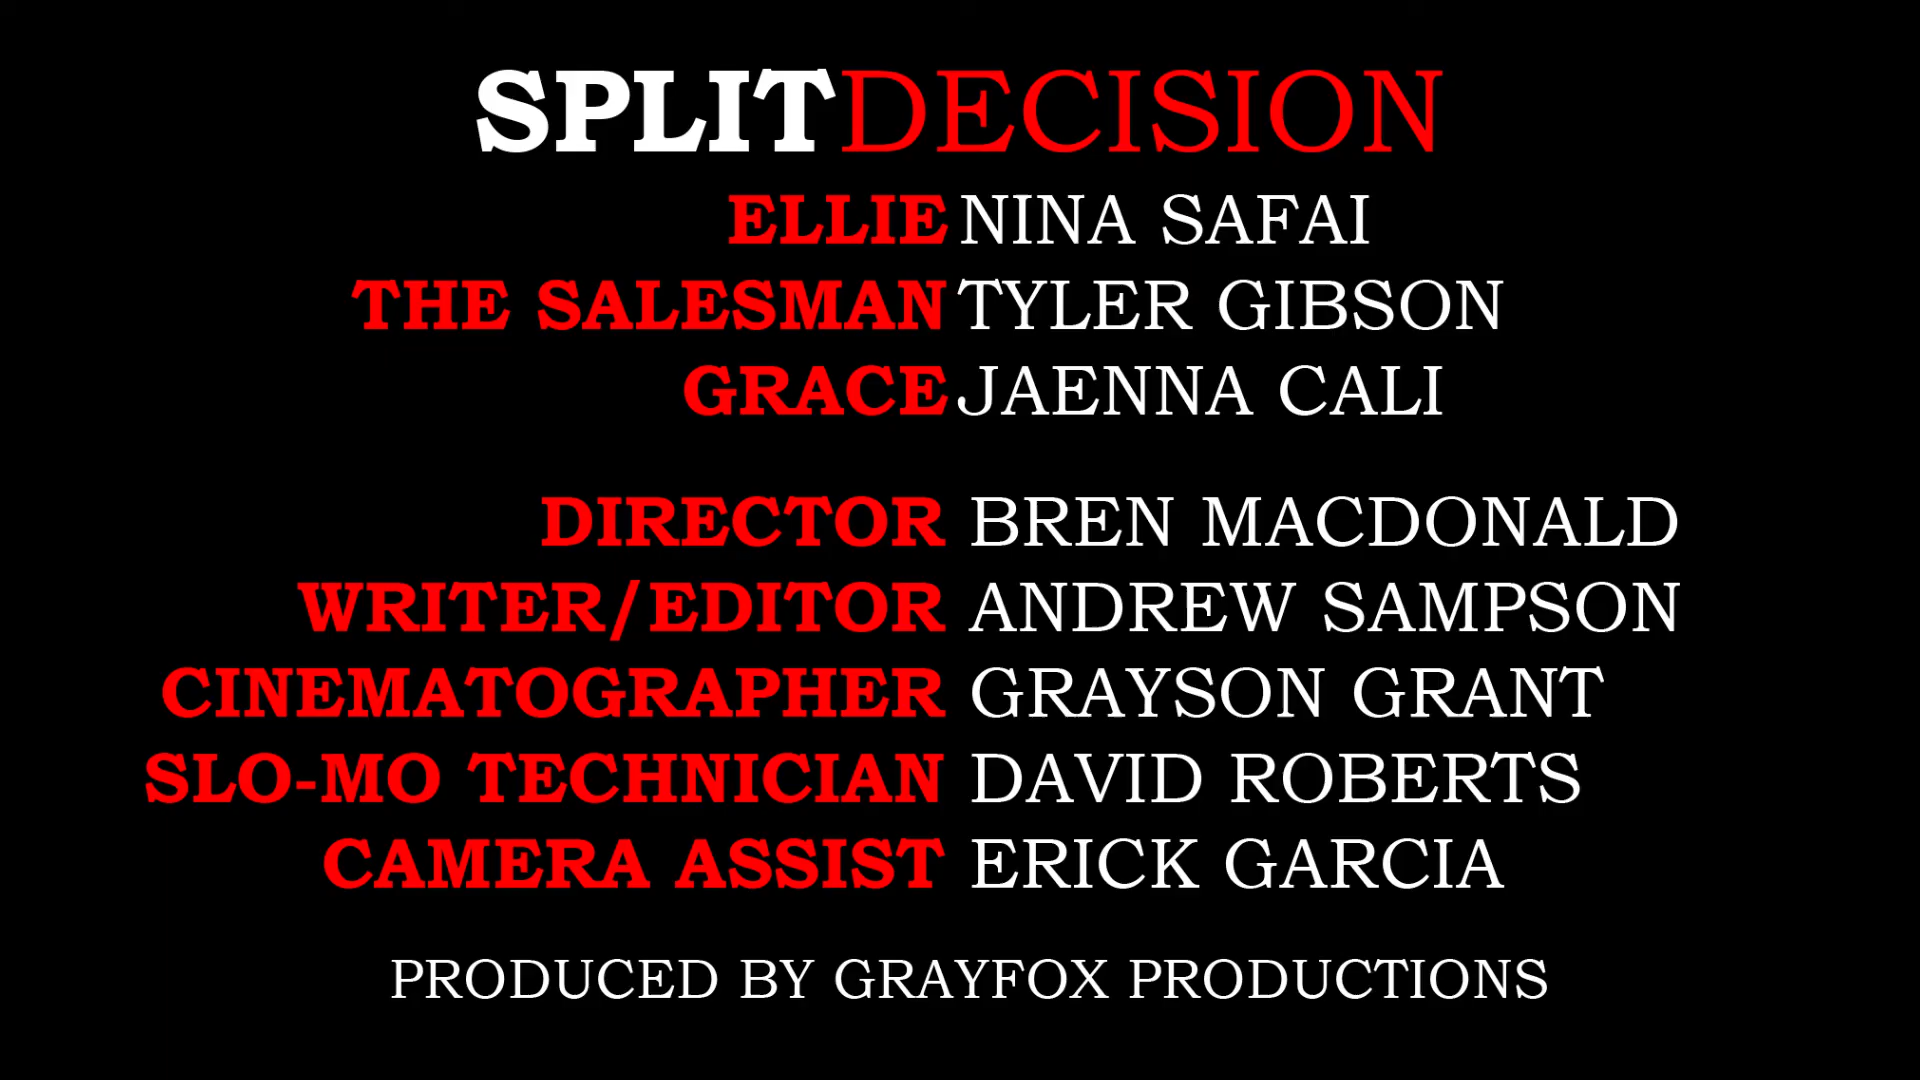 SPLITDECISION
ELLIE NINA SAFAI
THE SALESMAN TYLER GIBSON
GRACE JAENNA CALI
DIRECTOR BREN MACDONALD
WRITER/EDITOR ANDREW SAMPSON
CINEMATOGRAPHER GRAYSON GRANT
SLO-MO TECHNICIAN DAVID ROBERTS
CAMERA ASSIST ERICK GARCIA
PRODUCED BY GRAYFOX PRODUCTIONS